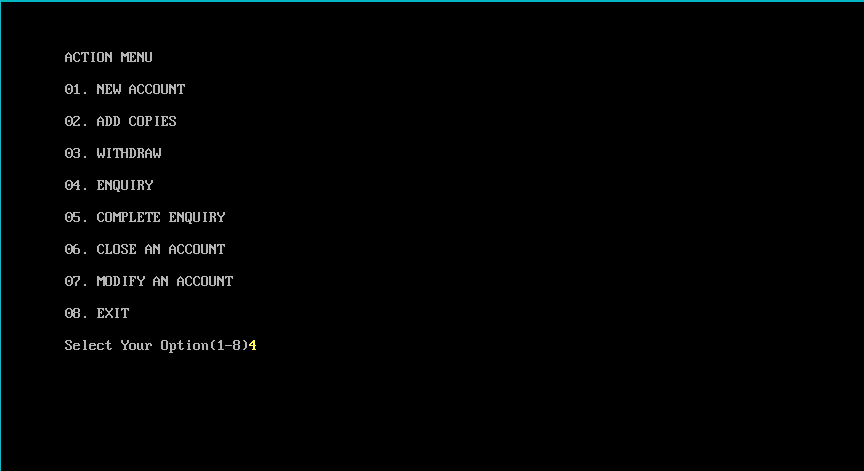 ACTION MENU
01. NEW ACCOUNT
02. ADD COPIES
03. WITHDRAW
04. ENQUIRY
05. COMPLETE ENQUIRY
06. CLOSE AN ACCOUNT
07. MODIFY AN ACCOUNT
08. EXIT
Select Your Option(1-8)4